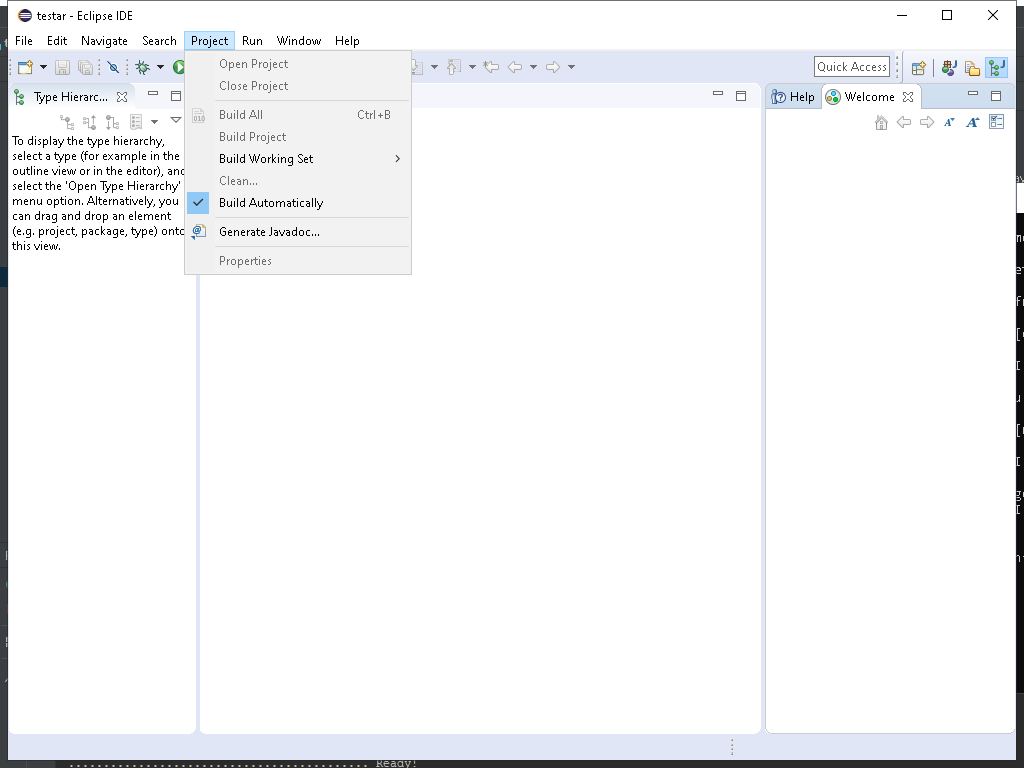 testar - Eclipse IDE
File Edit Navigate Search Project Run Window Help
Open Project
Close Project
Build All Ctrl+B
Build Project
Build Working Set
Clean...
Build Automatically
Generate Javadoc...
Properties
Quick Access
Type Hierarc...
To display the type hierarchy,
select a type (for example in the
outline view or in the editor), and
select the 'Open Type Hierarchy'
menu option. Alternatively, you
can drag and drop an element
(e.g. project, package, type) onto
this view.
Help Welcome
Ready!